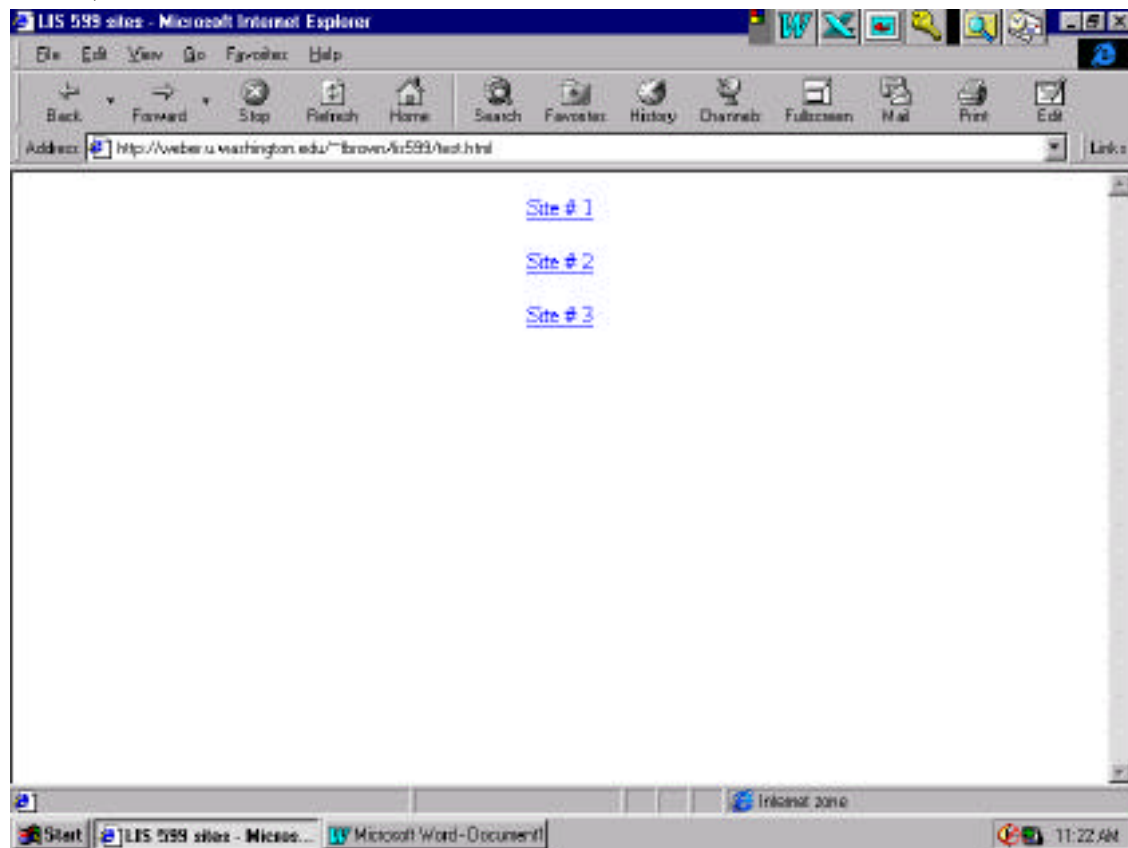 LIS 599 sites - Microsoft Internet Explorer
File Edit View Go Favorites Help
Back Forward Stop Refresh Home Search Favorites History Channels Fullscreen Mail Print Edit
Address http://weber.u.washington.edu/~tbrown/lis599/test.html Links
Site # 1
Site # 2
Site # 3
Internet zone
Start LIS 599 sites - Micros... Microsoft Word - Document1 11:22 AM